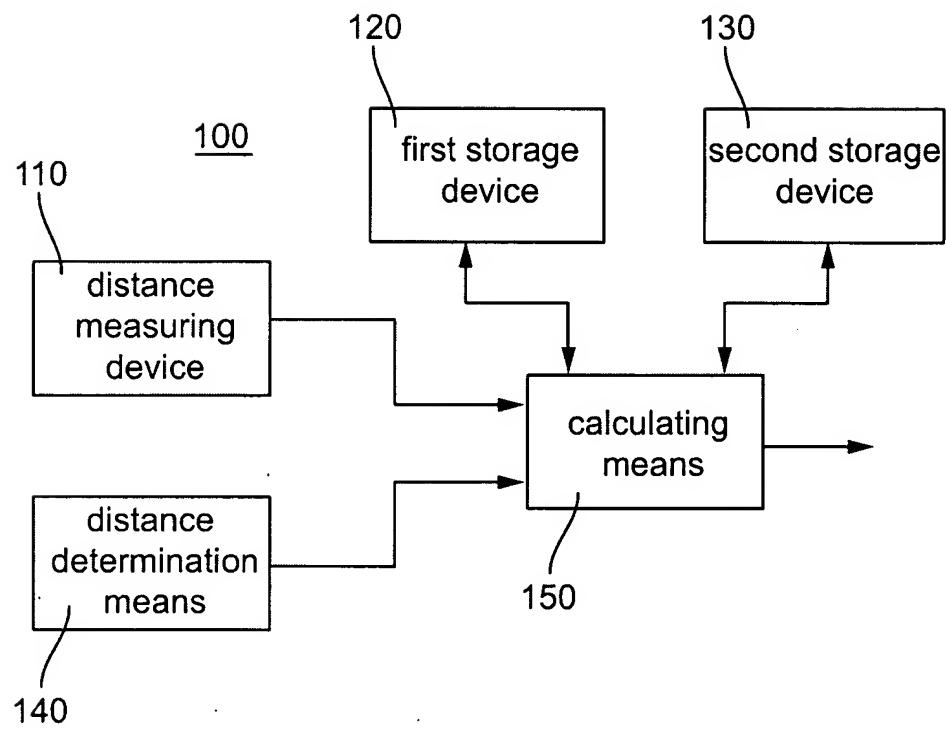 120
130
100
first storage
device
second storage
device
110
distance
measuring
device
calculating
means
distance
determination
means
150
140